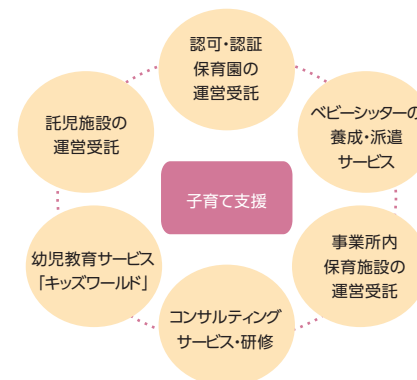 認可・認証
保育園の
運営受託
ベビーシッターの
養成・派遣
サービス
事業所内
保育施設の
運営受託
コンサルティング
サービス・研修
幼児教育サービス
「キッズワールド」
託児施設の
運営受託
子育て支援